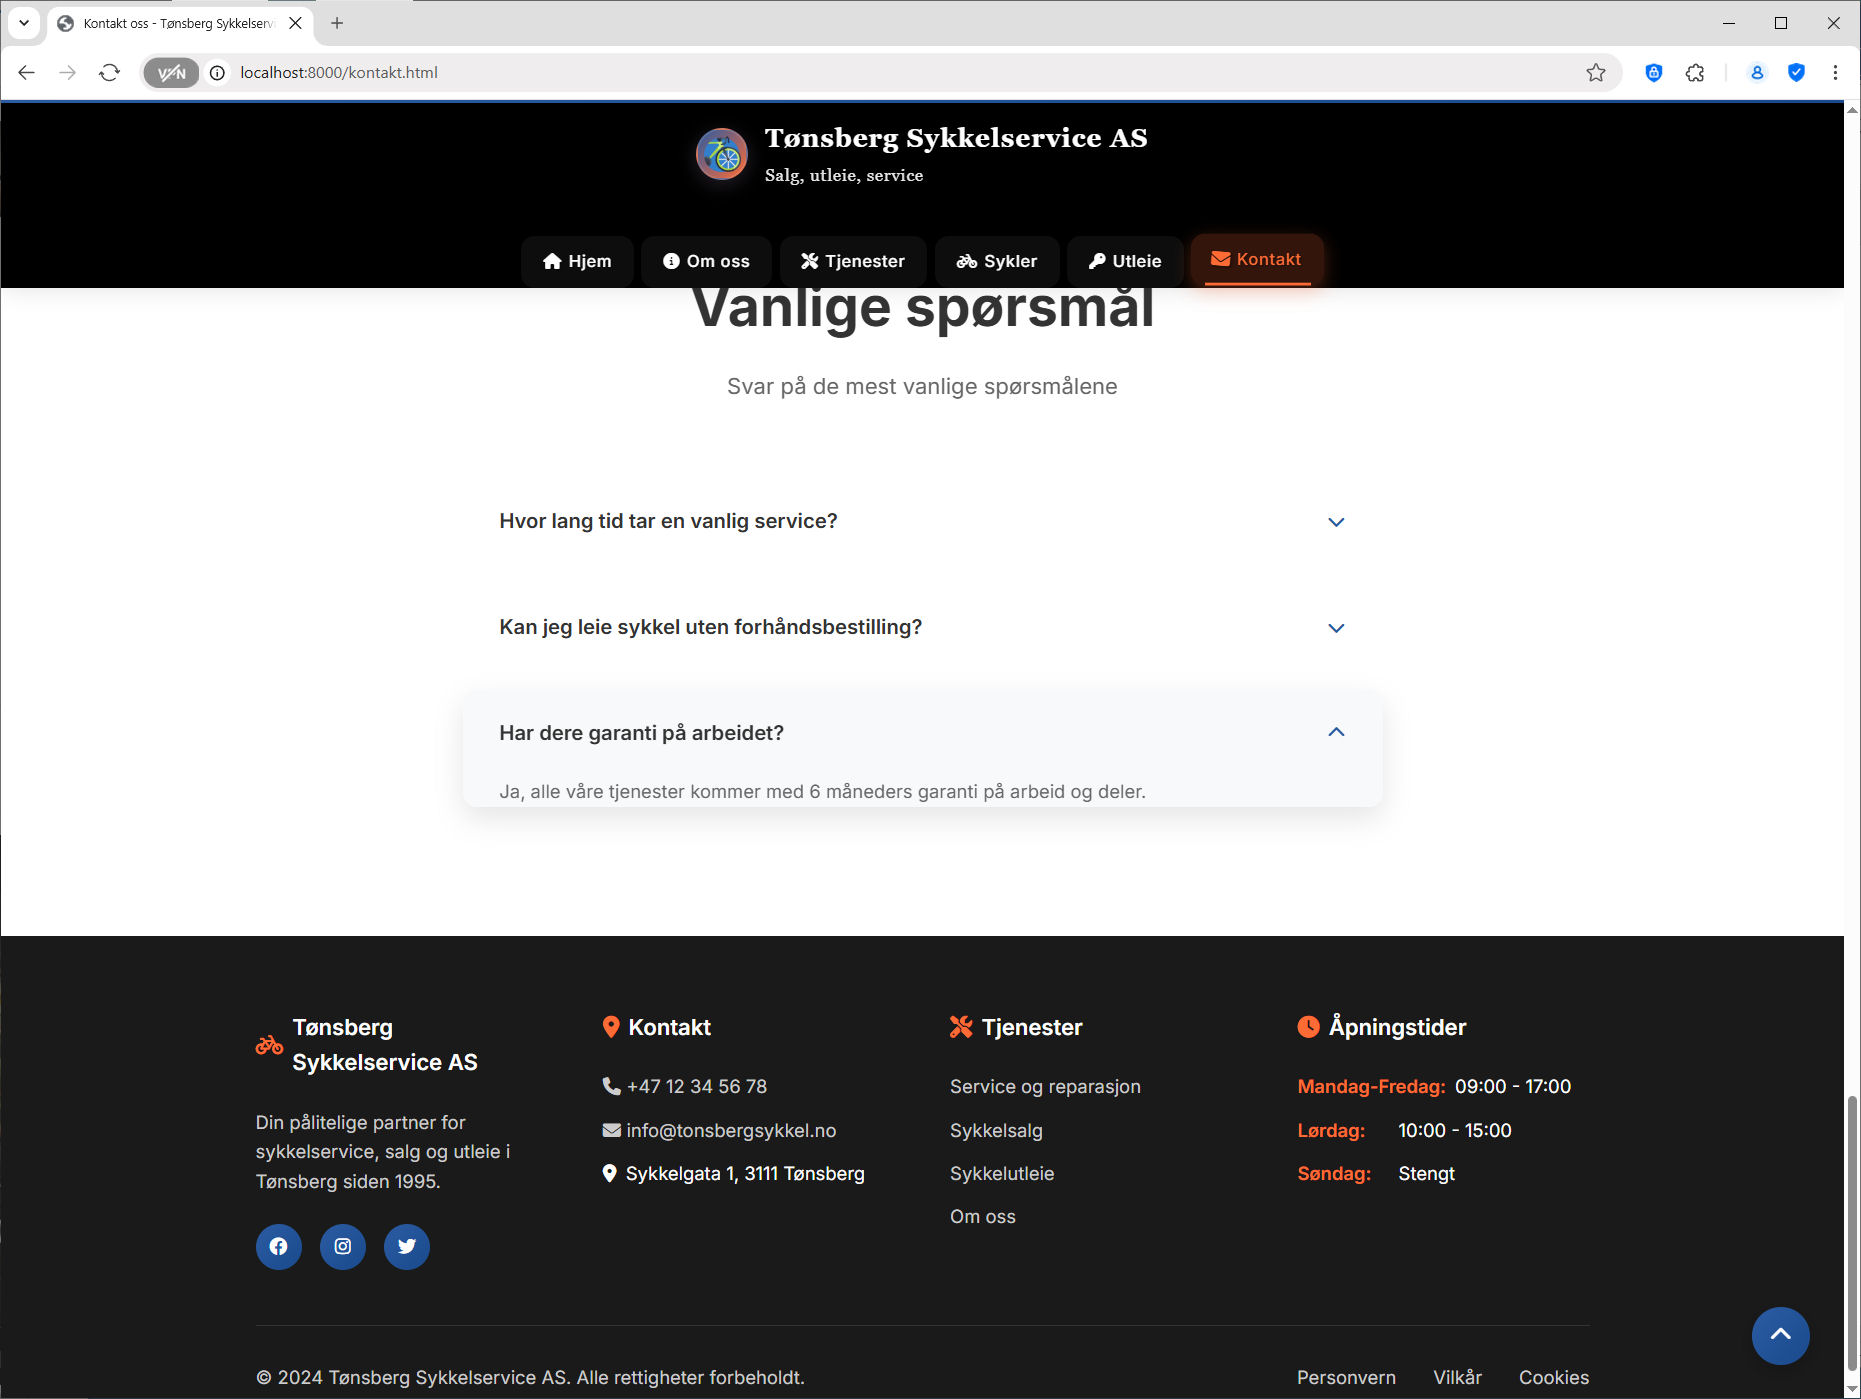 Kontakt oss - Tønsberg Sykkelserv
VPN
localhost:8000/kontakt.html
Tønsberg Sykkelservice AS
Salg, utleie, service
Hjem
Om oss
Tjenester
Sykler
Utleie
Kontakt
Vanlige spørsmål
Svar på de mest vanlige spørsmålene
Hvor lang tid tar en vanlig service?
Kan jeg leie sykkel uten forhåndsbestilling?
Har dere garanti på arbeidet?
Ja, alle våre tjenester kommer med 6 måneders garanti på arbeid og deler.
Tønsberg
Sykkelservice AS
Din pålitelige partner for
sykkelservice, salg og utleie i
Tønsberg siden 1995.
Kontakt
+47 12 34 56 78
info@tonsbergsykkel.no
Sykkelgata 1, 3111 Tønsberg
Tjenester
Service og reparasjon
Sykkelsalg
Sykkelutleie
Om oss
Åpningstider
Mandag-Fredag: 09:00 - 17:00
Lørdag: 10:00 - 15:00
Søndag: Stengt
© 2024 Tønsberg Sykkelservice AS. Alle rettigheter forbeholdt.
Personvern
Vilkår
Cookies